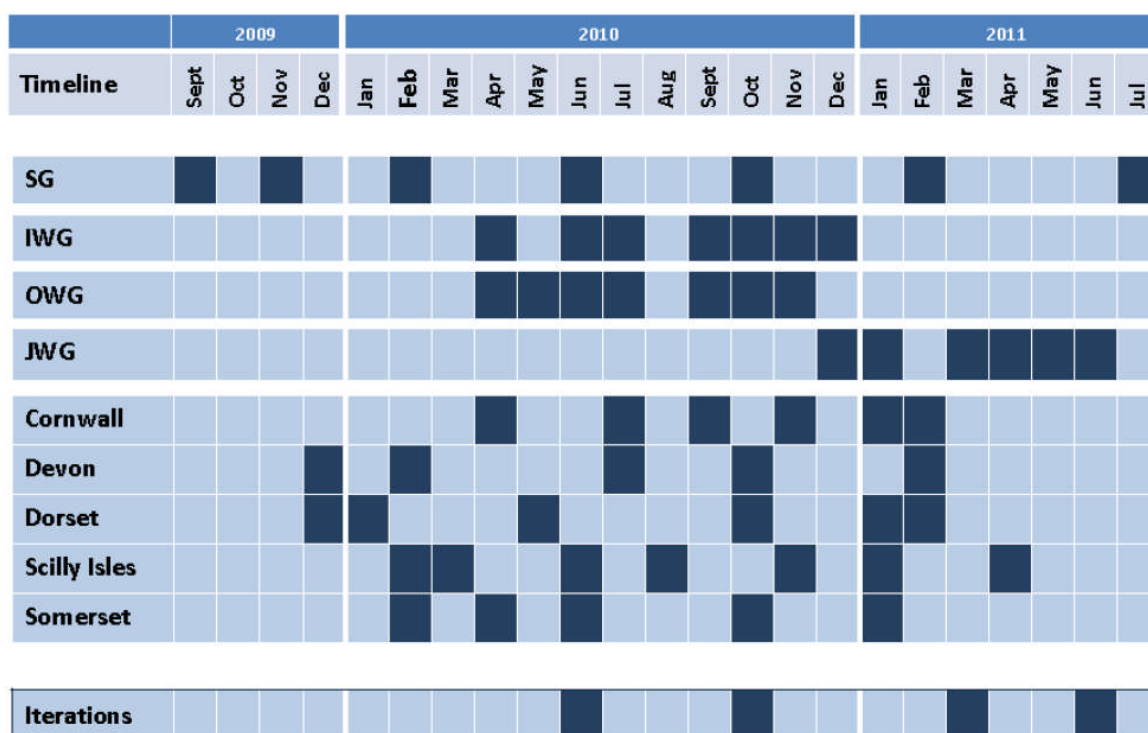 2009 2010 2011
Timeline Sept Oct Nov Dec Jan Feb Mar Apr May Jun Jul Aug Sept Oct Nov Dec Jan Feb Mar Apr May Jun Jul
SG
IWG
OWG
JWG
Cornwall
Devon
Dorset
Scilly Isles
Somerset
Iterations